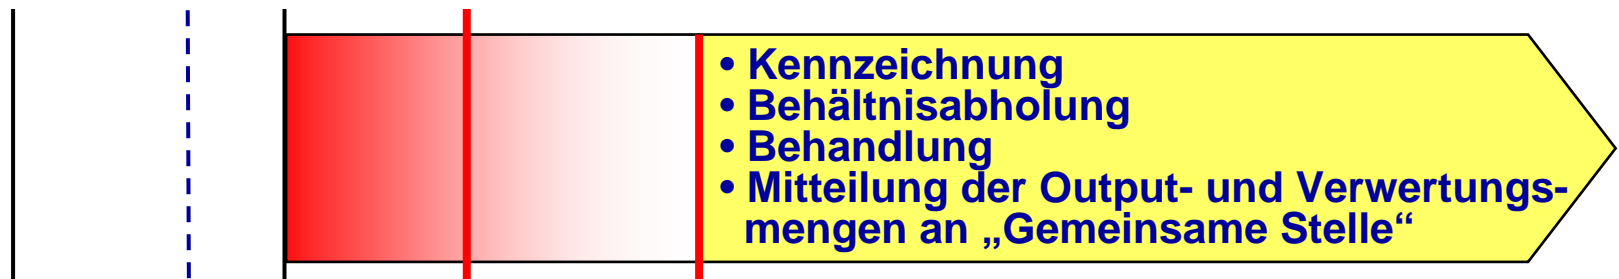 • Kennzeichnung
• Behältnisabholung
• Behandlung
• Mitteilung der Output- und Verwertungs-
mengen an „Gemeinsame Stelle“